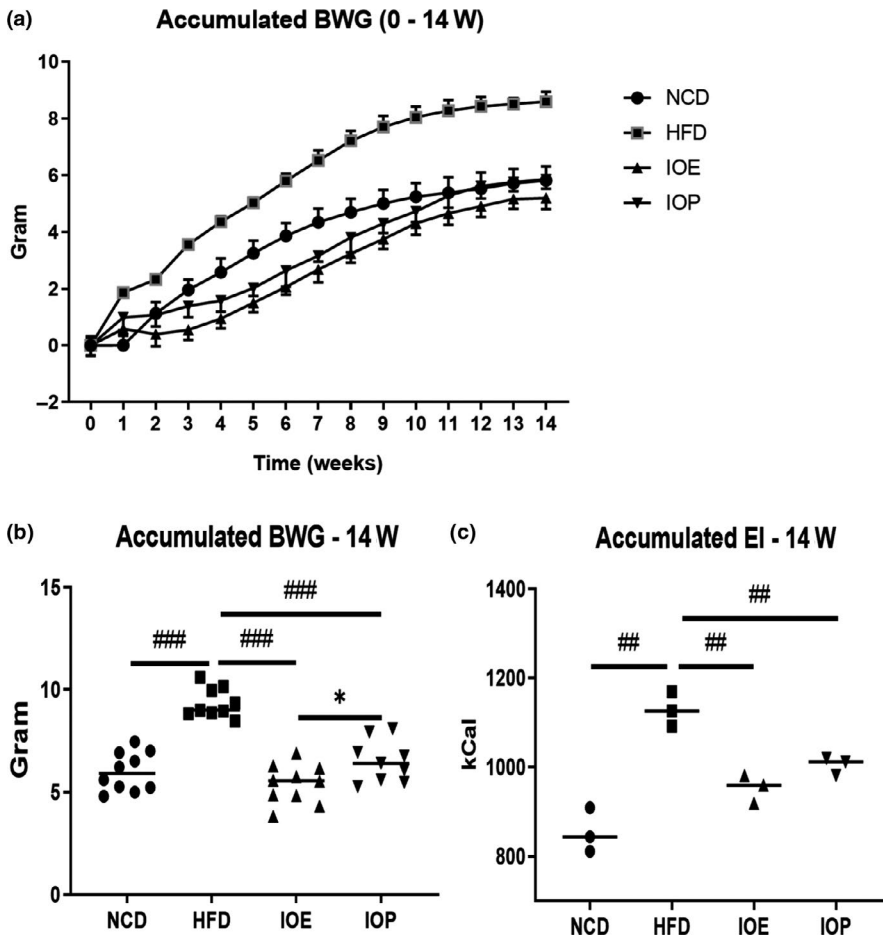 (a)
Accumulated BWG (0 - 14 W)
10
8
6
4
2
0
–2
Gram
0 1 2 3 4 5 6 7 8 9 10 11 12 13 14
Time (weeks)
NCD
HFD
IOE
IOP
(b)
Accumulated BWG - 14 W
15
10
5
0
Gram
###
###
###
*
NCD HFD IOE IOP
(c)
Accumulated EI - 14 W
1400
1200
1000
800
kCal
##
##
##
NCD HFD IOE IOP